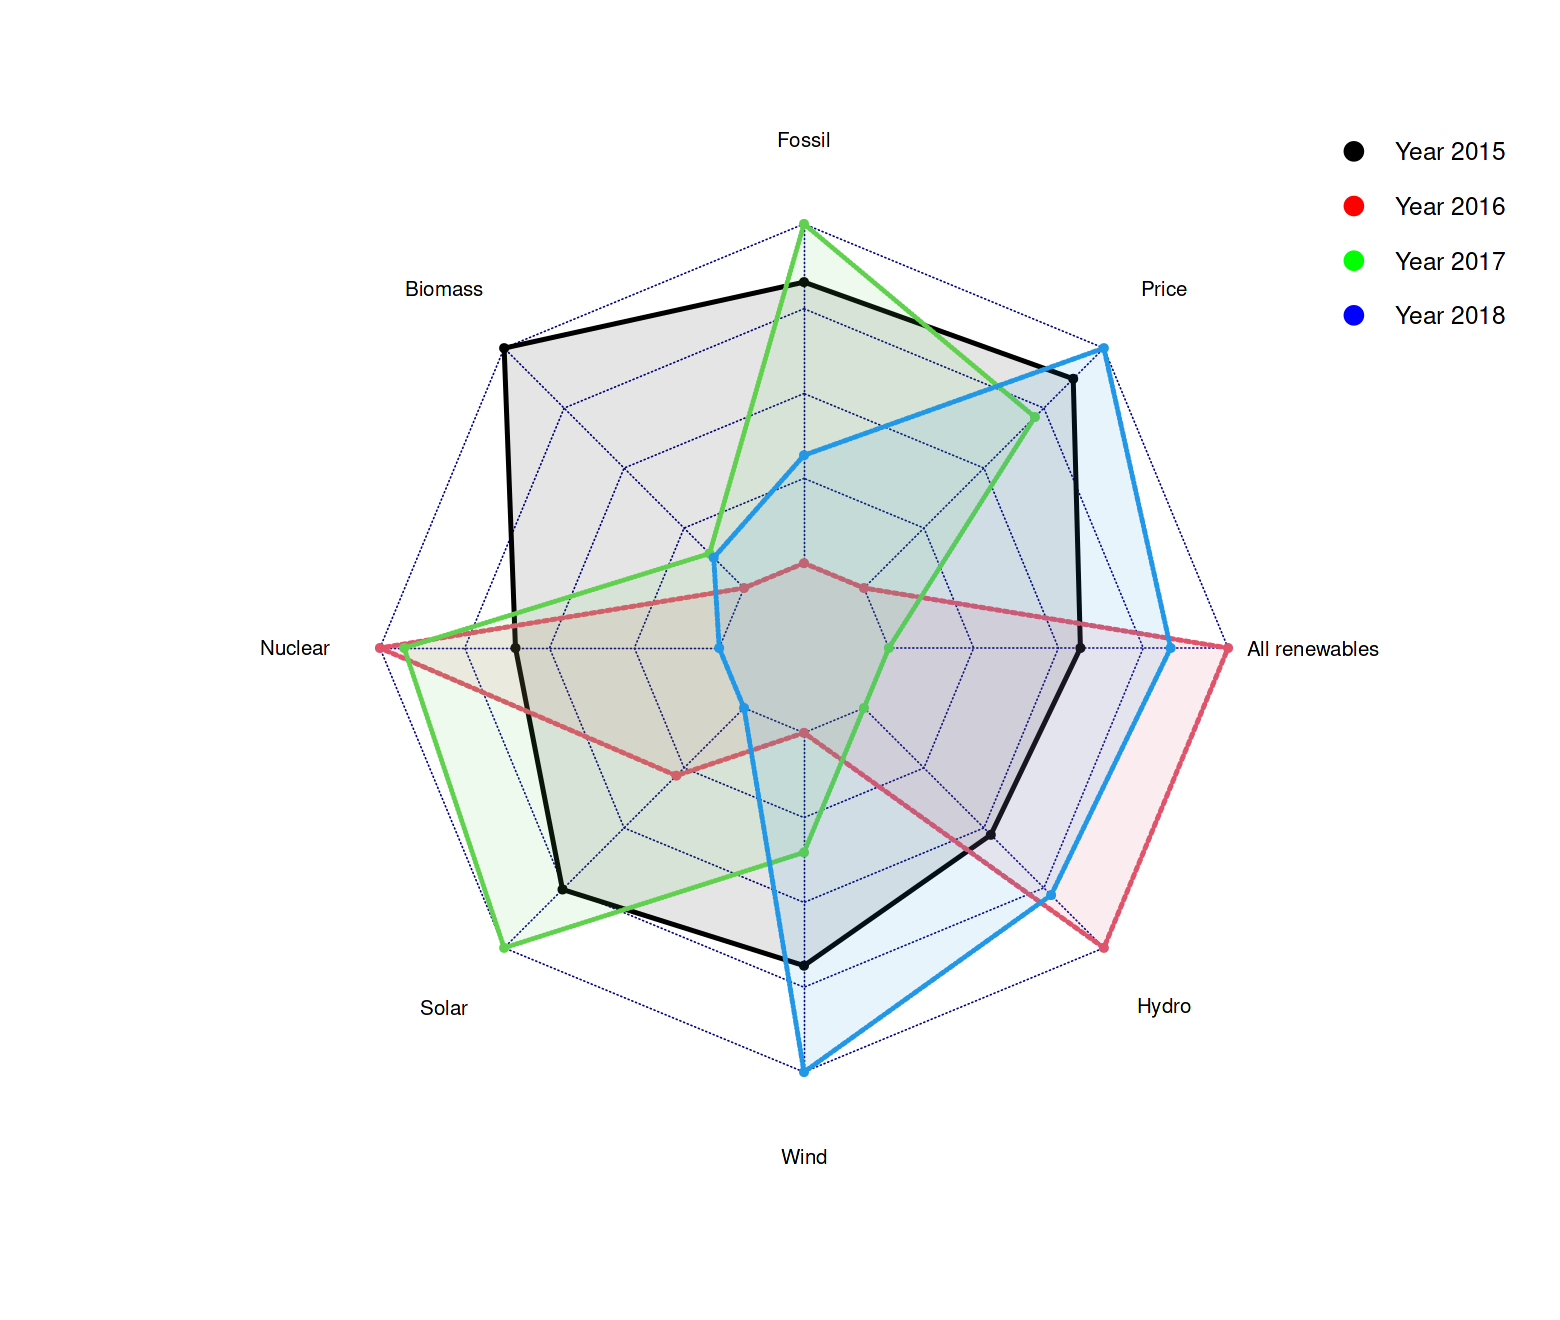 Fossil
Year 2015
Year 2016
Year 2017
Year 2018
Biomass
Price
Nuclear
All renewables
Solar
Hydro
Wind